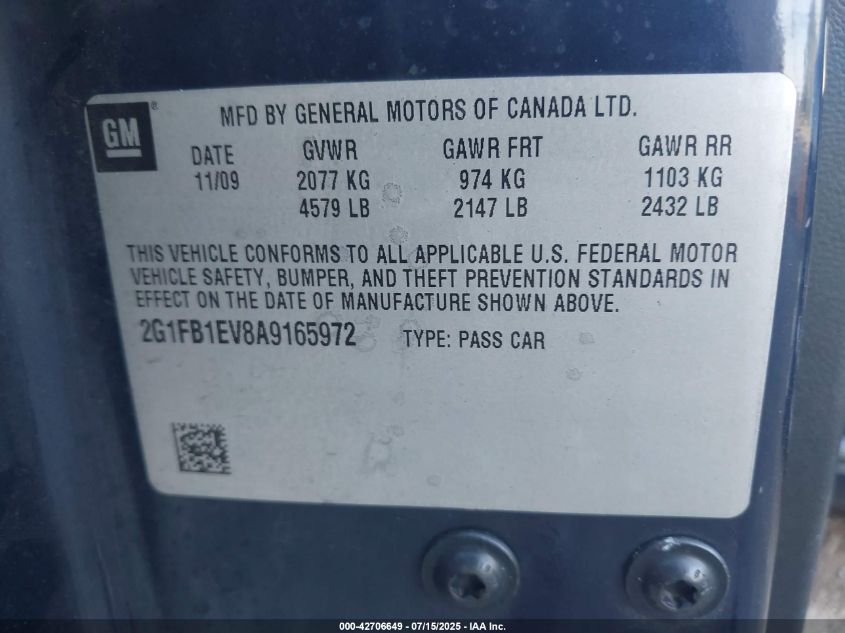 GM®
MFD BY GENERAL MOTORS OF CANADA LTD.
DATE GVWR GAWR FRT GAWR RR
11/09 2077 KG 974 KG 1103 KG
4579 LB 2147 LB 2432 LB
THIS VEHICLE CONFORMS TO ALL APPLICABLE U.S. FEDERAL MOTOR
VEHICLE SAFETY, BUMPER, AND THEFT PREVENTION STANDARDS IN
EFFECT ON THE DATE OF MANUFACTURE SHOWN ABOVE.
2G1FB1EV8A9165972 TYPE: PASS CAR
000-42706649 - 07/15/2025 - IAA Inc.